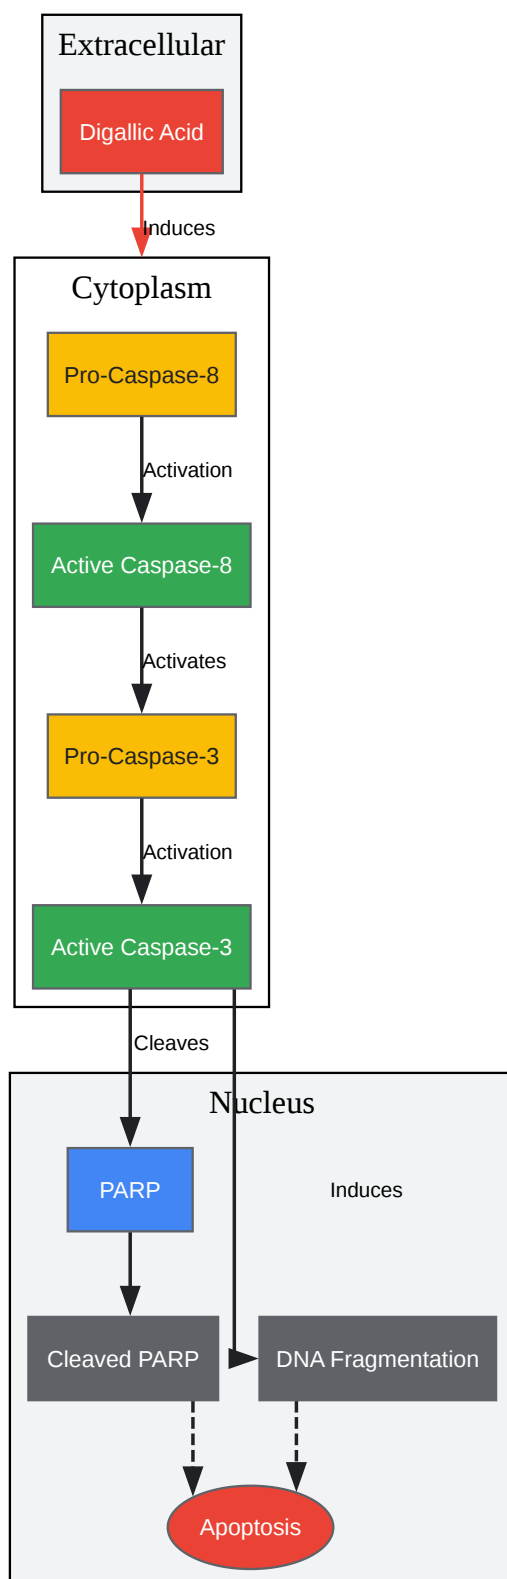 Extracellular
Digallic Acid
Induces
Cytoplasm
Pro-Caspase-8
Activation
Active Caspase-8
Activates
Pro-Caspase-3
Activation
Active Caspase-3
Cleaves
Nucleus
PARP
Induces
Cleaved PARP
DNA Fragmentation
Apoptosis